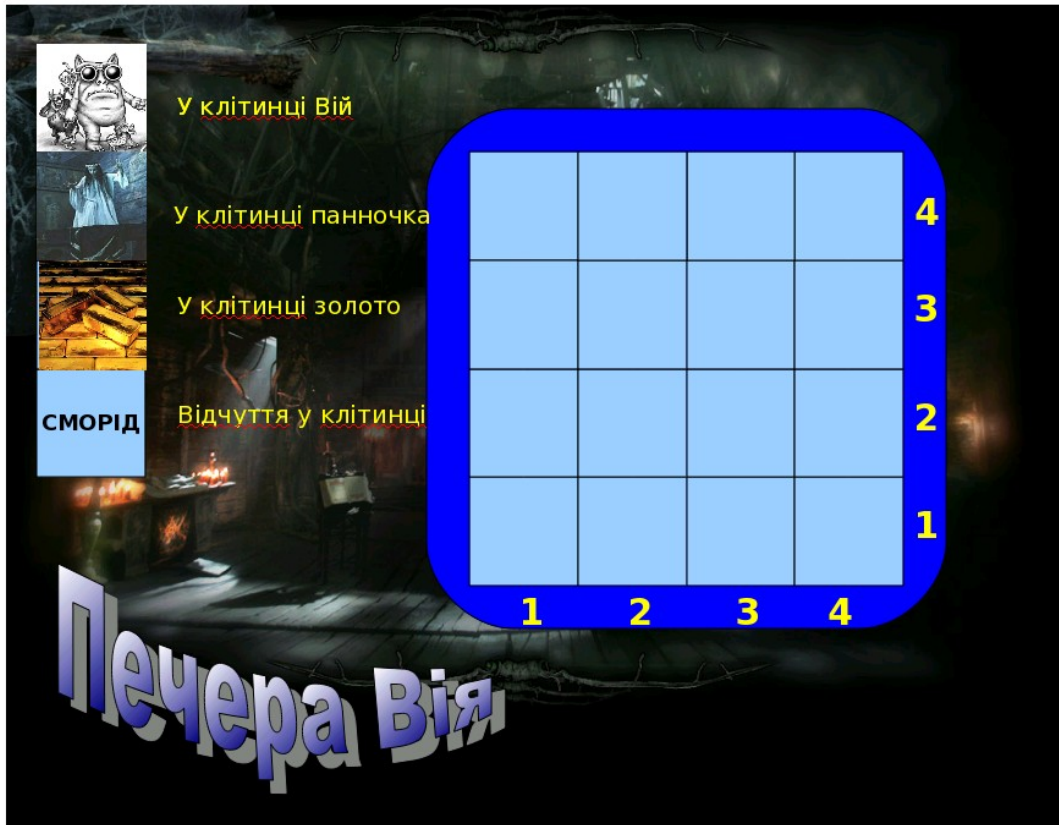 У клітинці Вій
У клітинці панночка
У клітинці золото
СМОРІД
Відчуття у клітинці
4
3
2
1
1 2 3 4
Печера Вія